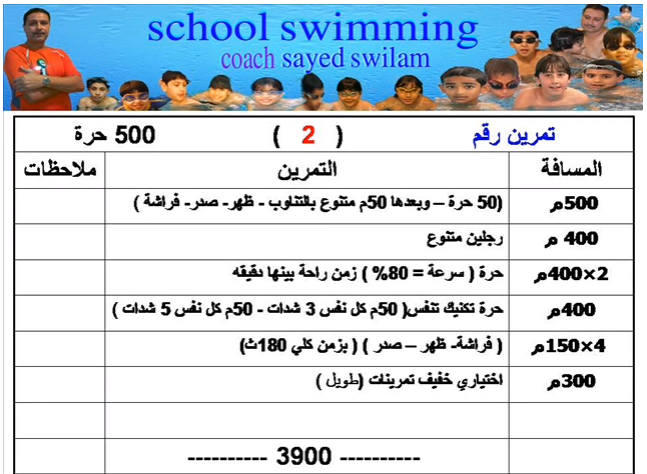 school swimming
coach sayed swilam
تمرين رقم ( 2 ) 500 حرة
المسافة التمرين ملاحظات
500م (50 حرة – وبعدها 50م متنوع بالتناوب - ظهر- صدر- فراشة )
400 م رجلين متنوع
2×400م حرة ( سرعة = 80% ) زمن راحة بينها دقيقه
400م حرة تكنيك تنفس( 50م كل نفس 3 شدات - 50م كل نفس 5 شدات )
4×150م ( فراشة- ظهر – صدر ) ( بزمن كلي 180ث)
300م اختياري خفيف تمرينات (طويل )
---------- 3900 ----------